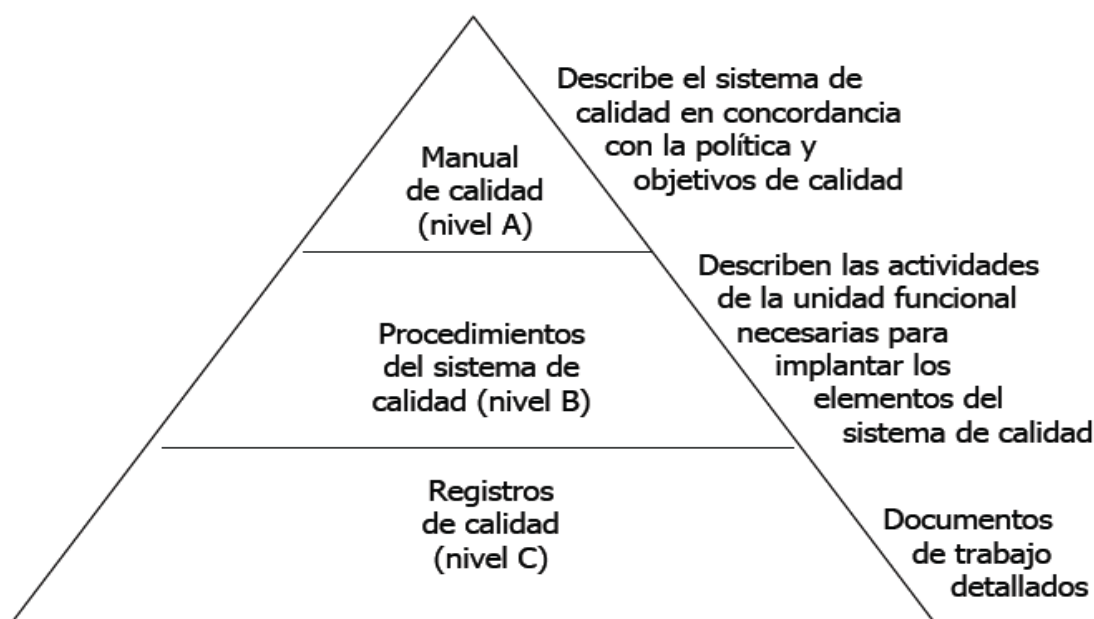 Describe el sistema de
calidad en concordancia
con la política y
objetivos de calidad
Manual
de calidad
(nivel A)
Describen las actividades
de la unidad funcional
necesarias para
implantar los
elementos del
sistema de calidad
Procedimientos
del sistema de
calidad (nivel B)
Registros
de calidad
(nivel C)
Documentos
de trabajo
detallados